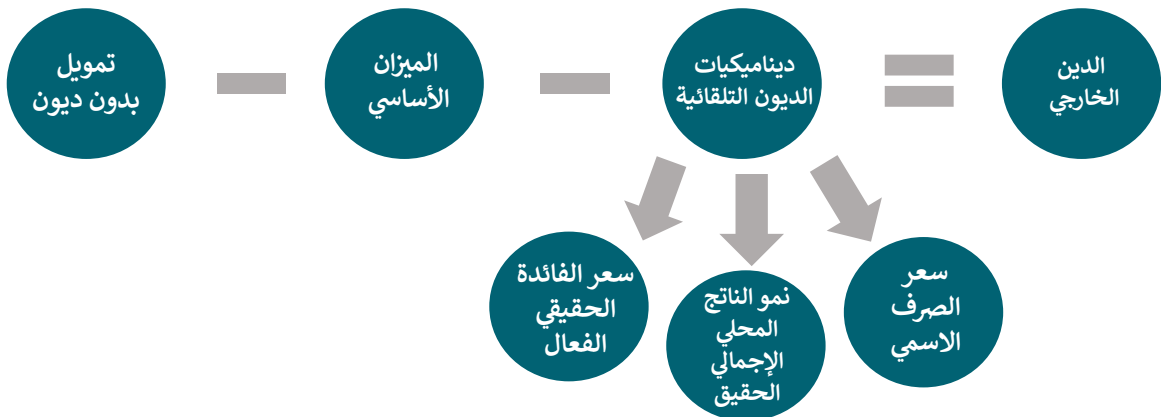 الدين
الخارجي
ديناميكيات
الديون التلقائية
الميزان
الأساسي
تمويل
بدون ديون
سعر
الصرف
الاسمي
نمو الناتج
المحلي
الإجمالي
الحقيق
سعر الفائدة
الحقيقي
الفعال